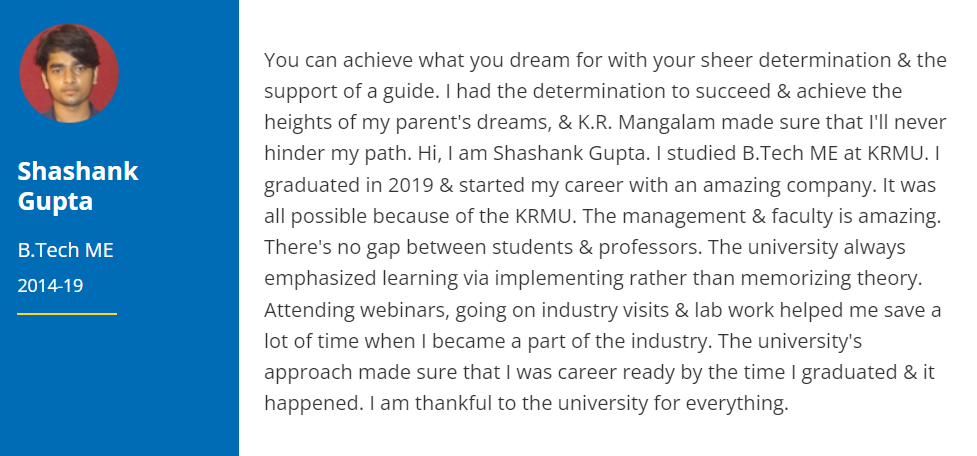 Shashank
Gupta
B.Tech ME
2014-19
You can achieve what you dream for with your sheer determination & the
support of a guide. I had the determination to succeed & achieve the
heights of my parent's dreams, & K.R. Mangalam made sure that I'll never
hinder my path. Hi, I am Shashank Gupta. I studied B.Tech ME at KRMU. I
graduated in 2019 & started my career with an amazing company. It was
all possible because of the KRMU. The management & faculty is amazing.
There's no gap between students & professors. The university always
emphasized learning via implementing rather than memorizing theory.
Attending webinars, going on industry visits & lab work helped me save a
lot of time when I became a part of the industry. The university's
approach made sure that I was career ready by the time I graduated & it
happened. I am thankful to the university for everything.